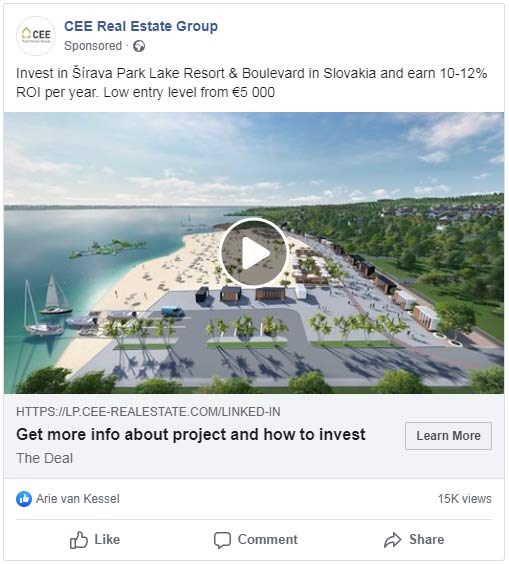 CEE
Real Estate Group
CEE Real Estate Group
Sponsored ·
Invest in Šírava Park Lake Resort & Boulevard in Slovakia and earn 10-12%
ROI per year. Low entry level from €5 000
HTTPS://LP.CEE-REALESTATE.COM/LINKED-IN
Get more info about project and how to invest
Learn More
The Deal
Arie van Kessel
15K views
Like
Comment
Share